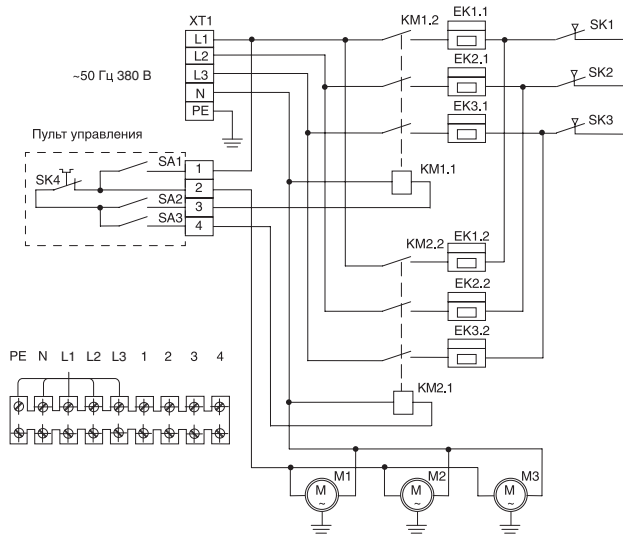 XT1
L1
L2
L3
N
PE
~50 Гц 380 В
KM1.2
EK1.1
SK1
EK2.1
SK2
EK3.1
SK3
KM1.1
Пульт управления
SK4
SA1
1
2
SA2
3
SA3
4
KM2.2
EK1.2
EK2.2
EK3.2
KM2.1
PE N L1 L2 L3 1 2 3 4
M1
M2
M3
M
~
M
~
M
~